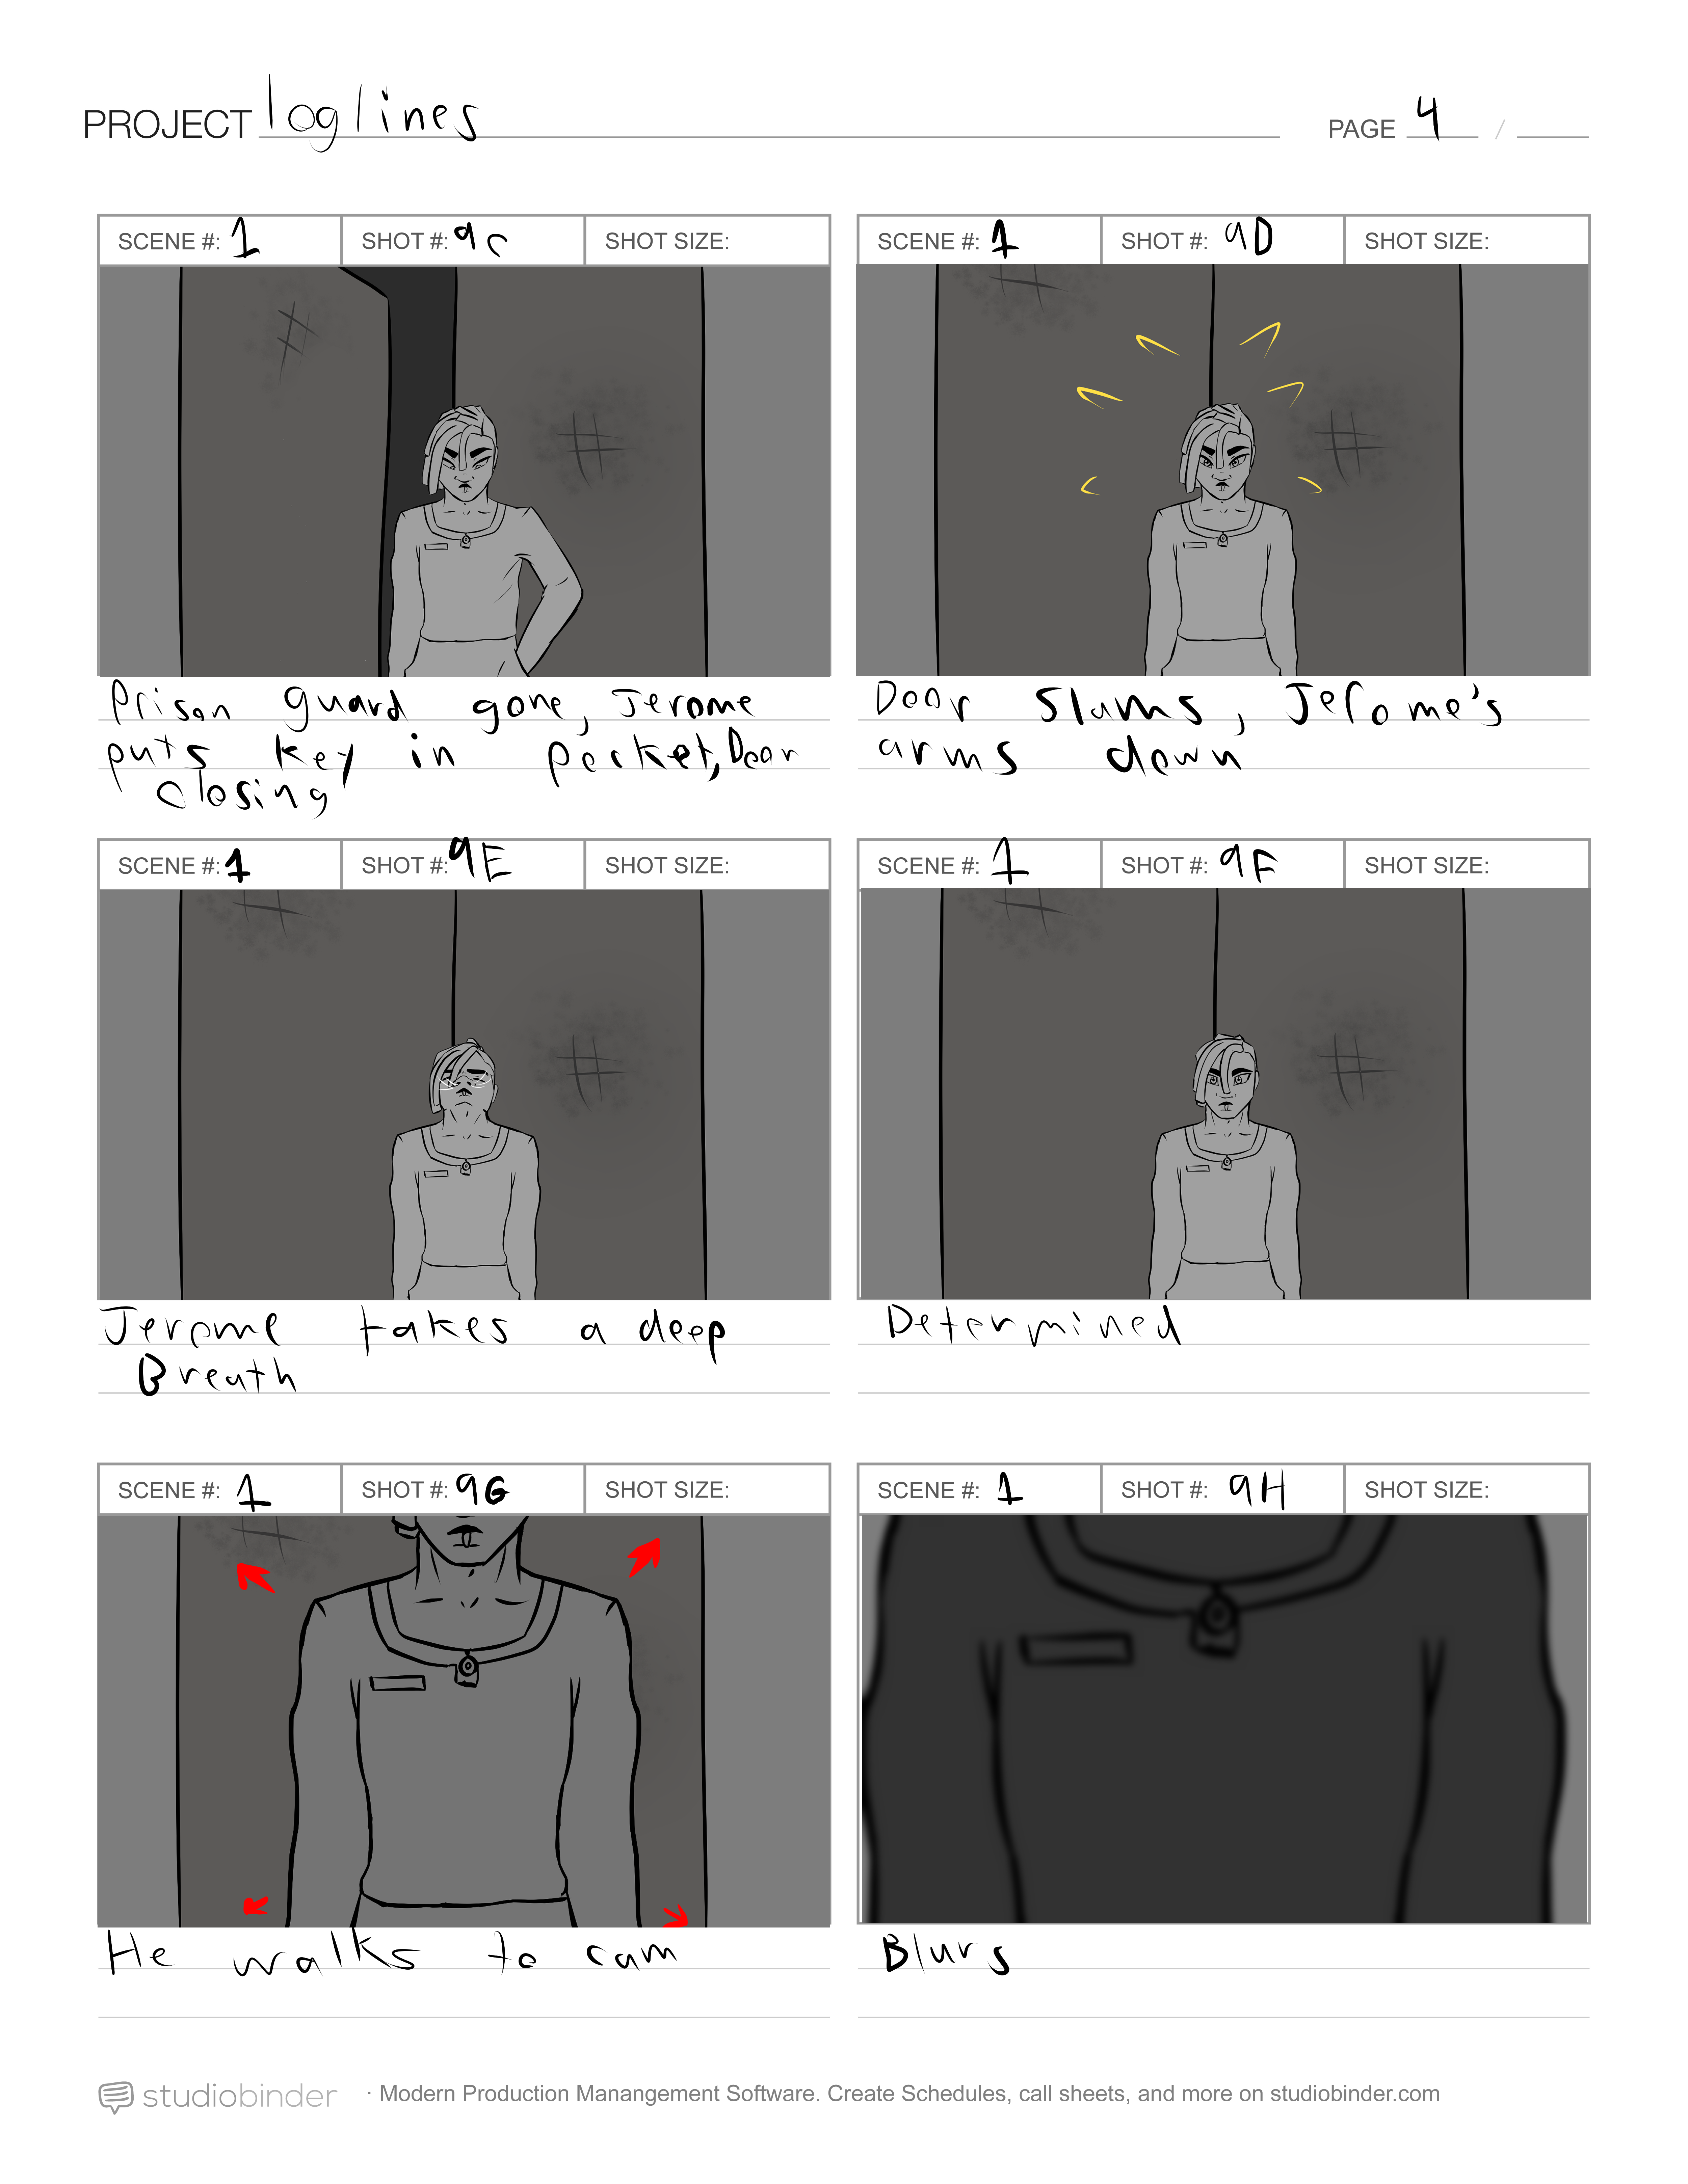 PROJECT loglines PAGE 4 /
SCENE #: 1 SHOT #: 9C SHOT SIZE:
Prison guard gone, Jerome
puts key in pocket, Door
closing
SCENE #: 1 SHOT #: 9D SHOT SIZE:
Door Slams, Jerome's
arms down
SCENE #: 1 SHOT #: 9E SHOT SIZE:
Jerome takes a deep
Breath
SCENE #: 1 SHOT #: 9F SHOT SIZE:
Determined
SCENE #: 1 SHOT #: 9G SHOT SIZE:
He walks to cam
SCENE #: 1 SHOT #: 9H SHOT SIZE:
Blurs
studiobinder · Modern Production Manangement Software. Create Schedules, call sheets, and more on studiobinder.com